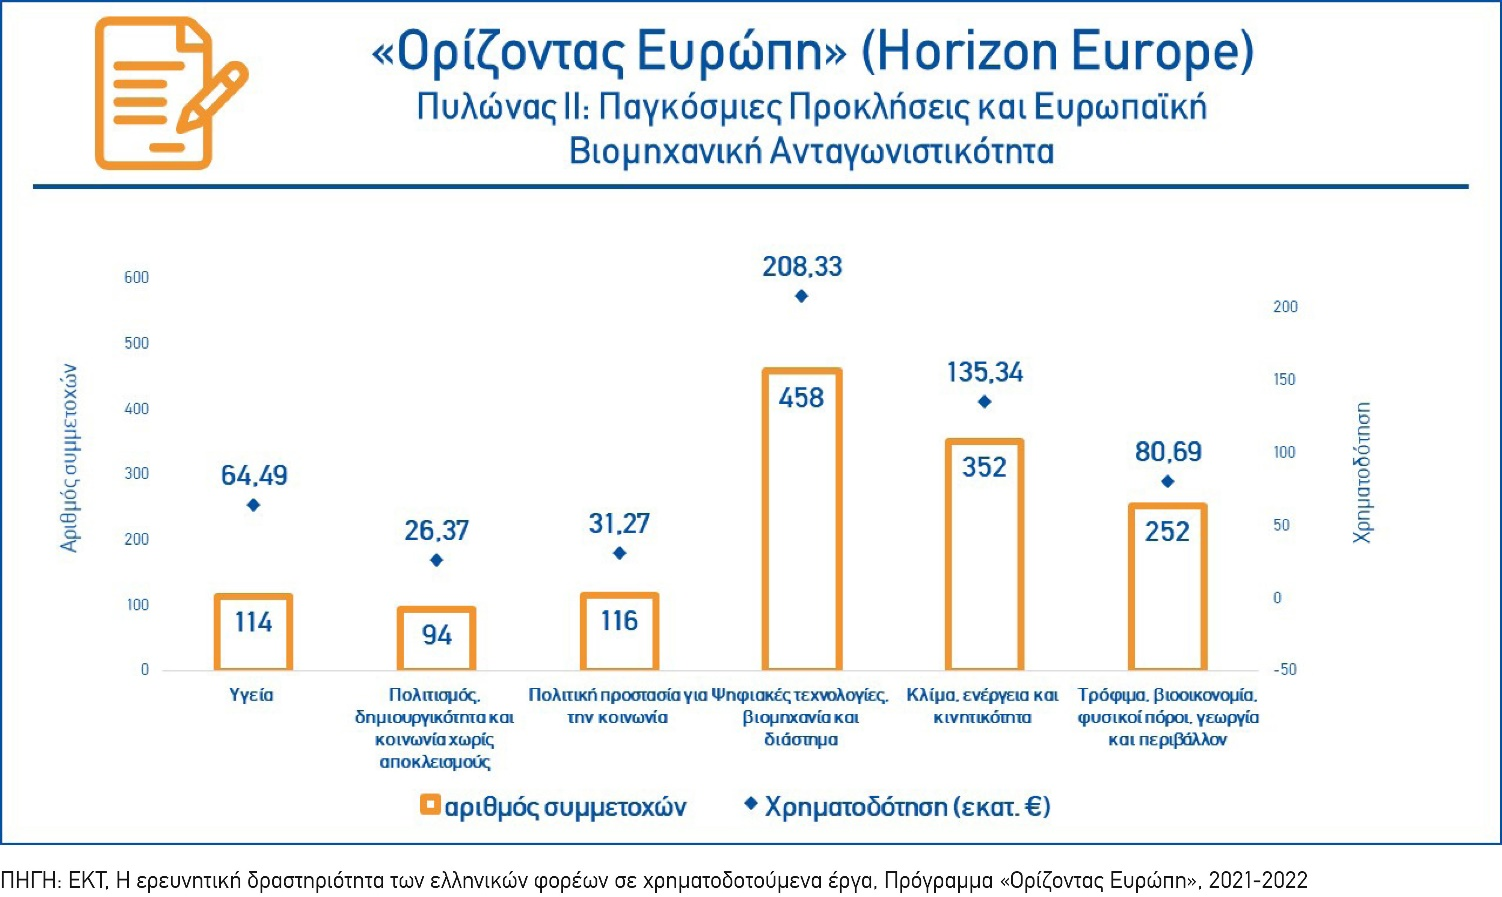 «Ορίζοντας Ευρώπη» (Horizon Europe)
Πυλώνας ΙΙ: Παγκόσμιες Προκλήσεις και Ευρωπαϊκή
Βιομηχανική Ανταγωνιστικότητα
Αριθμός συμμετοχών
600
500
400
300
200
100
0
64,49
26,37
31,27
208,33
135,34
80,69
114
94
116
458
352
252
200
150
100
50
0
-50
Χρηματοδότηση
Υγεία
Πολιτισμός,
δημιουργικότητα και
κοινωνία χωρίς
αποκλεισμούς
Πολιτική προστασία για
την κοινωνία
Ψηφιακές τεχνολογίες,
βιομηχανία και
διάστημα
Κλίμα, ενέργεια και
κινητικότητα
Τρόφιμα, βιοοικονομία,
φυσικοί πόροι, γεωργία
και περιβάλλον
αριθμός συμμετοχών
Χρηματοδότηση (εκατ. €)
ΠΗΓΗ: ΕΚΤ, Η ερευνητική δραστηριότητα των ελληνικών φορέων σε χρηματοδοτούμενα έργα, Πρόγραμμα «Ορίζοντας Ευρώπη», 2021-2022